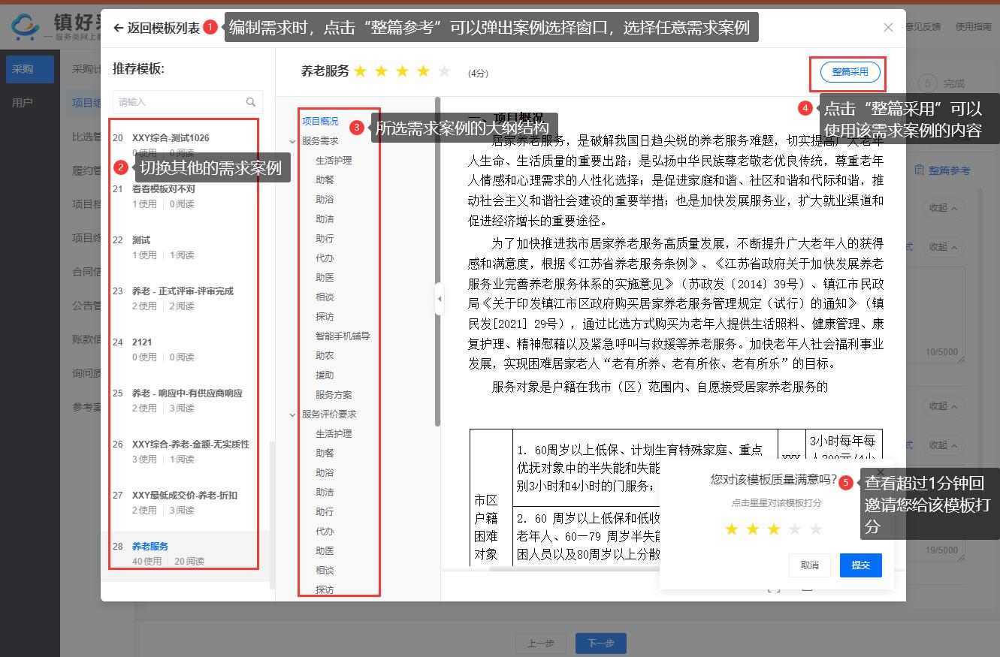 镇好采
服务类网上商
意见反馈
使用指南
采购
用户
采购计
项目组
比选管
履约管
项目档
项目终
合同信
公告管
账款信
询问质
参考案
返回模板列表
1
编制需求时，点击“整篇参考”可以弹出案例选择窗口，选择任意需求案例
推荐模板:
请输入
20 XXY综合-测试1026
0使用 0阅读
2
切换其他的需求案例
21 看看模板对不对
1使用 0阅读
22 测试
1使用 1阅读
23 养老 - 正式评审-评审完成
2使用 2阅读
24 2121
0使用 0阅读
25 养老 - 响应中-有供应商响应
2使用 3阅读
26 XXY综合-养老-金额-无实质性
3使用 1阅读
27 XXY最低成交价-养老-折扣
2使用 3阅读
28 养老服务
40使用 20阅读
养老服务
(4分)
整篇采用
项目概况
服务需求
生活护理
助餐
助浴
助洁
助行
代办
助医
相谈
探访
智能手机辅导
助农
援助
服务方案
服务评价要求
生活护理
助餐
助浴
助洁
助行
代办
助医
相谈
探访
3
所选需求案例的大纲结构
4
点击“整篇采用”可以
使用该需求案例的内容
一、项目概况
居家养老服务，是破解我国日趋尖锐的养老服务难题，切实提高广大老年
人生命、生活质量的重要出路；是弘扬中华民族尊老敬老优良传统，尊重老年
人情感和心理需求的人性化选择；是促进家庭和谐、社区和谐和代际和谐，推
动社会主义和谐社会建设的重要举措；也是加快发展服务业，扩大就业渠道和
促进经济增长的重要途径。
为了加快推进我市居家养老服务高质量发展，不断提升广大老年人的获得
感和满意度，根据《江苏省养老服务条例》、《江苏省政府关于加快发展养老
服务业完善养老服务体系的实施意见》（苏政发〔2014〕39号）、镇江市民政
局《关于印发镇江市区政府购买居家养老服务管理规定（试行）的通知》（镇
民发[2021] 29号），通过比选方式购买为老年人提供生活照料、健康管理、康
复护理、精神慰藉以及紧急呼叫与救援等养老服务。加快老年人社会福利事业
发展，实现困难居家老人“老有所养、老有所依、老有所乐”的目标。
服务对象是户籍在我市（区）范围内、自愿接受居家养老服务的
市区
户籍
困难
对象
1. 60周岁以上低保、计划生育特殊家庭、重点
优抚对象中的半失能和失能
别3小时和4小时的门服务；
XXX
3小时每年每
人300元/4小
2. 60 周岁以上低保和低收
老年人、60—79 周岁半失能
困人员以及80周岁以上分散
您对该模板质量满意吗?
点击星星对该模板打分
取消
提交
5
查看超过1分钟回
邀请您给该模板打
分
5 完成
整篇参考
收起
式 收起
10/5000
收起
式 收起
19/5000
上一步
下一步